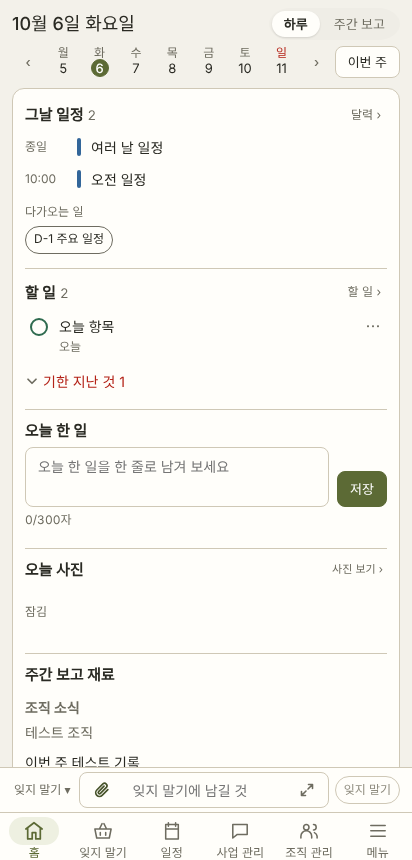 10월 6일 화요일
하루 주간 보고
‹ 월 화 수 목 금 토 일 › 이번 주
5 6 7 8 9 10 11
그날 일정 2 달력 ›
종일 여러 날 일정
10:00 오전 일정
다가오는 일
D-1 주요 일정
할 일 2 할 일 ›
오늘 항목 ···
오늘
기한 지난 것 1
오늘 한 일
오늘 한 일을 한 줄로 남겨 보세요
저장
0/300자
오늘 사진 사진 보기 ›
잠김
주간 보고 재료
조직 소식
테스트 조직
이번 주 테스트 기록
잊지 말기 ▾ 잊지 말기에 남길 것 잊지 말기
홈 잊지 말기 일정 사업 관리 조직 관리 메뉴